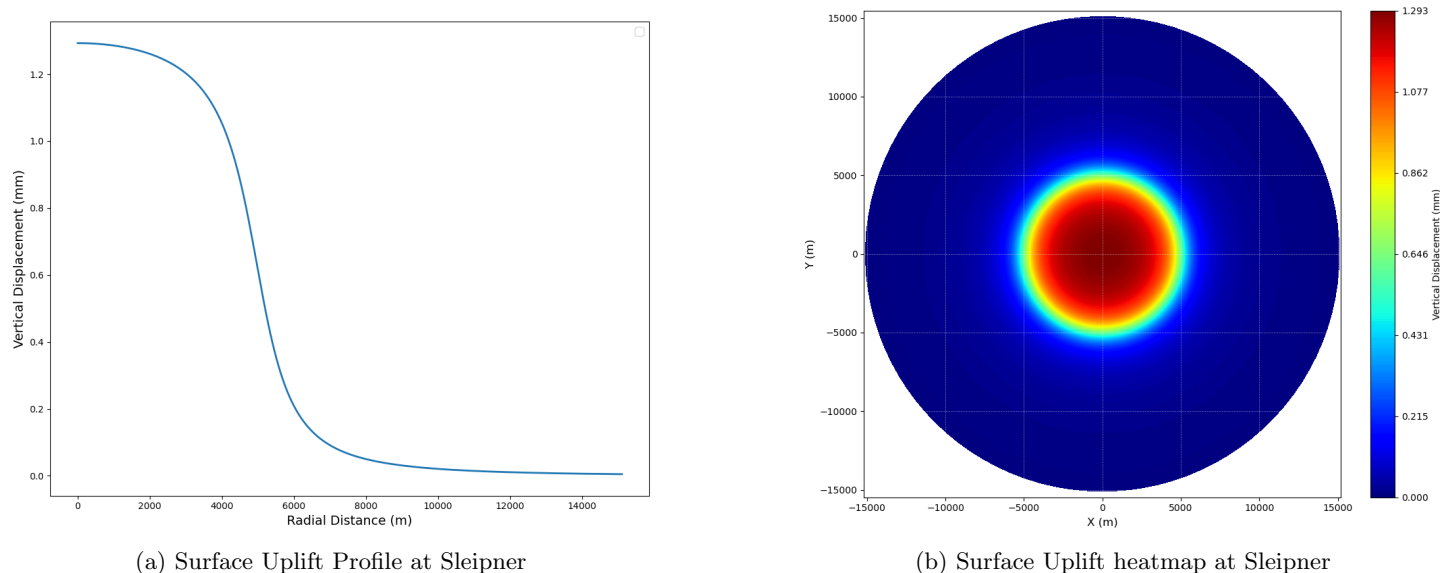 1.2
1.0
0.8
0.6
0.4
0.2
0.0
Vertical Displacement (mm)
0 2000 4000 6000 8000 10000 12000 14000
Radial Distance (m)
(a) Surface Uplift Profile at Sleipner
15000
10000
5000
0
−5000
−10000
−15000
Y (m)
−15000 −10000 −5000 0 5000 10000 15000
X (m)
1.293
1.077
0.862
0.646
0.431
0.215
0.000
Vertical Displacement (mm)
(b) Surface Uplift heatmap at Sleipner